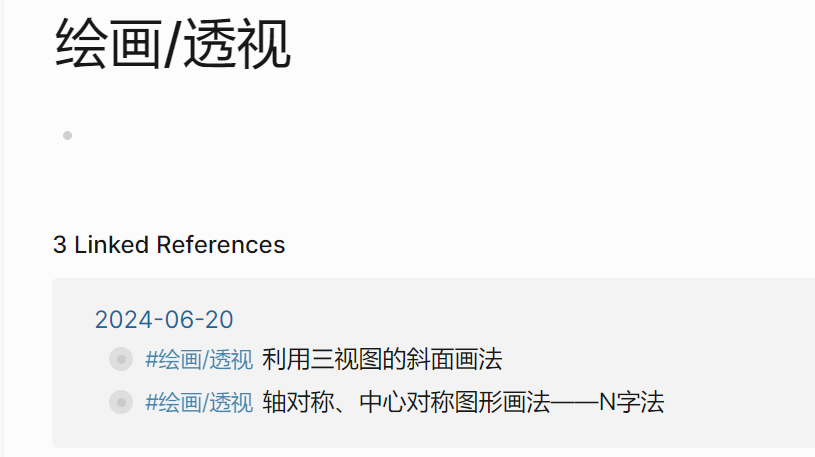 绘画/透视
3 Linked References
2024-06-20
#绘画/透视 利用三视图的斜面画法
#绘画/透视 轴对称、中心对称图形画法——N字法